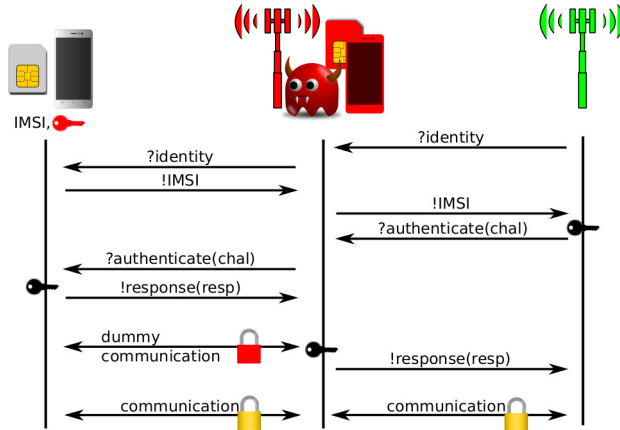 IMSI,
?identity
?identity
!IMSI
!IMSI
?authenticate(chal)
?authenticate(chal)
!response(resp)
dummy
communication
!response(resp)
communication
communication